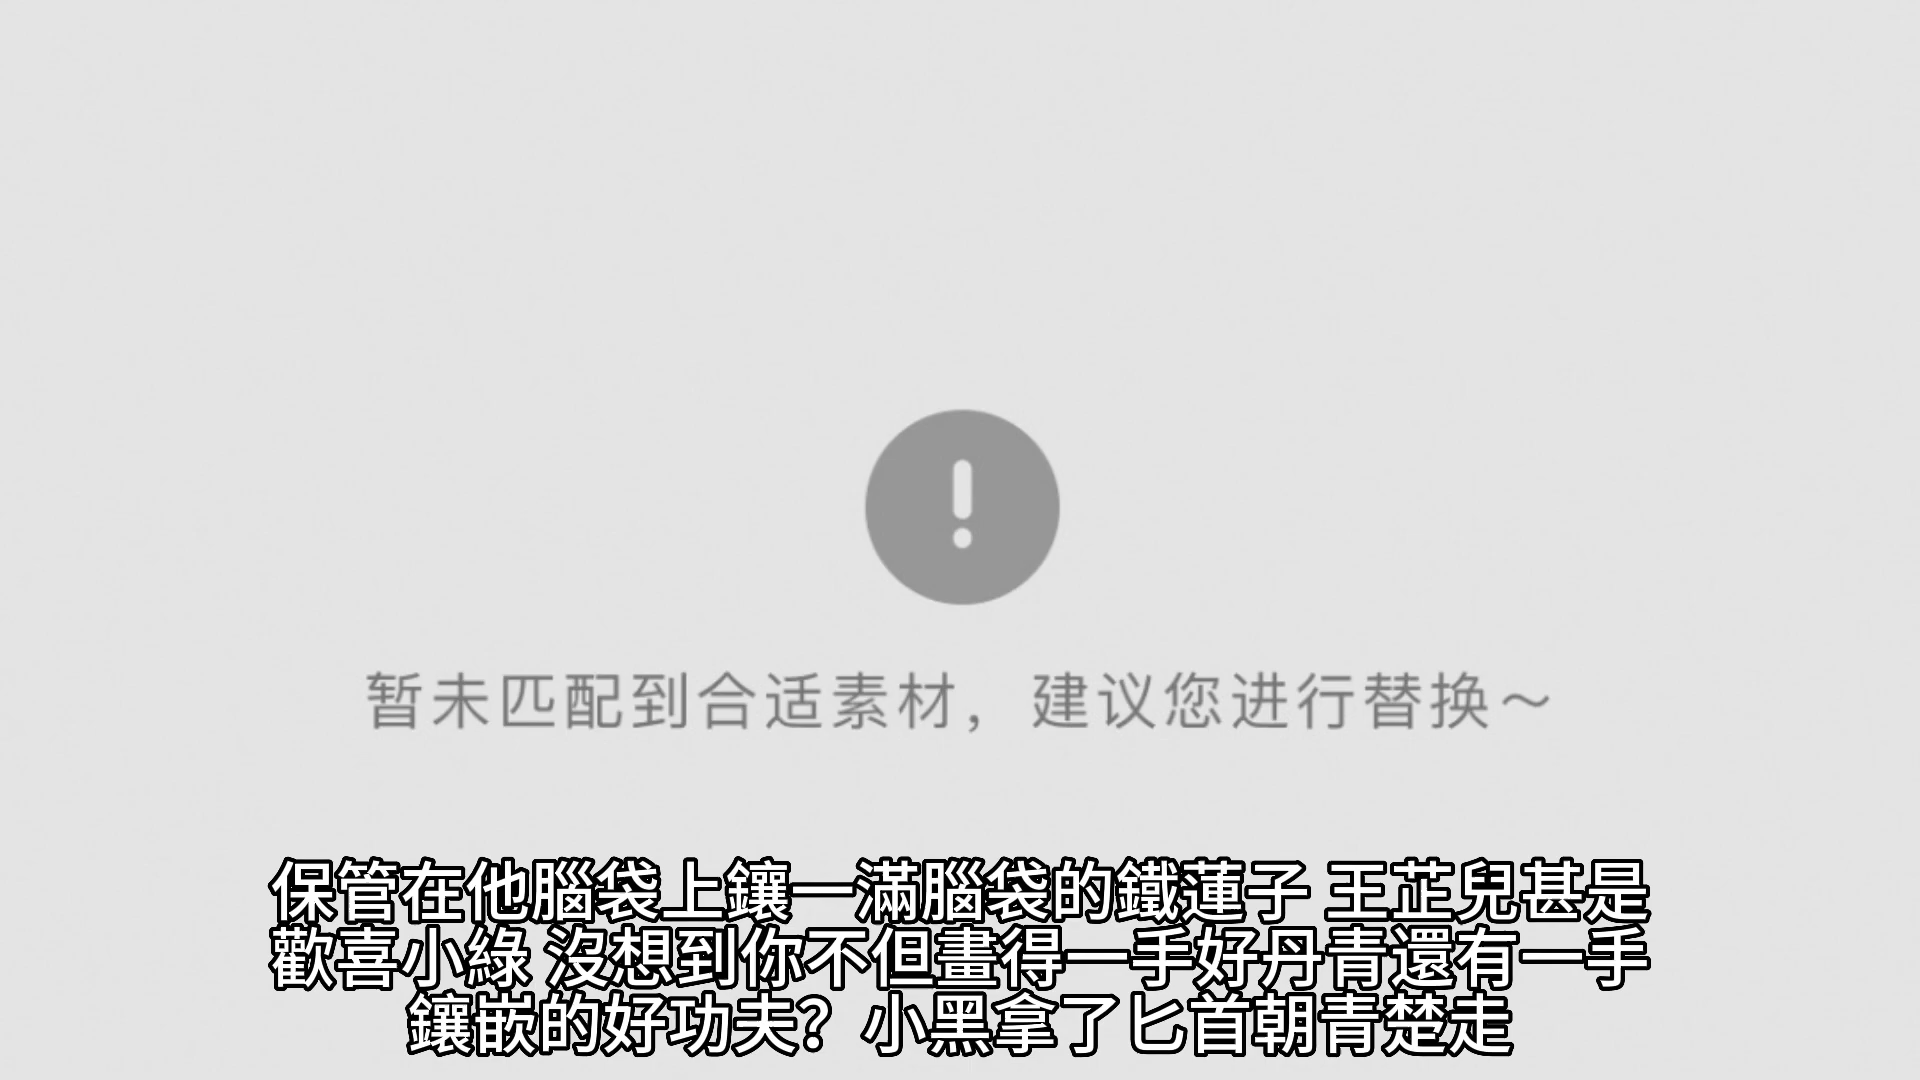 暂未匹配到合适素材，建议您进行替换～
保管在他腦袋上鑲一滿腦袋的鐵蓮子 王芷兒甚是
歡喜小綠 沒想到你不但畫得一手好丹青還有一手
鑲嵌的好功夫？小黑拿了匕首朝青楚走